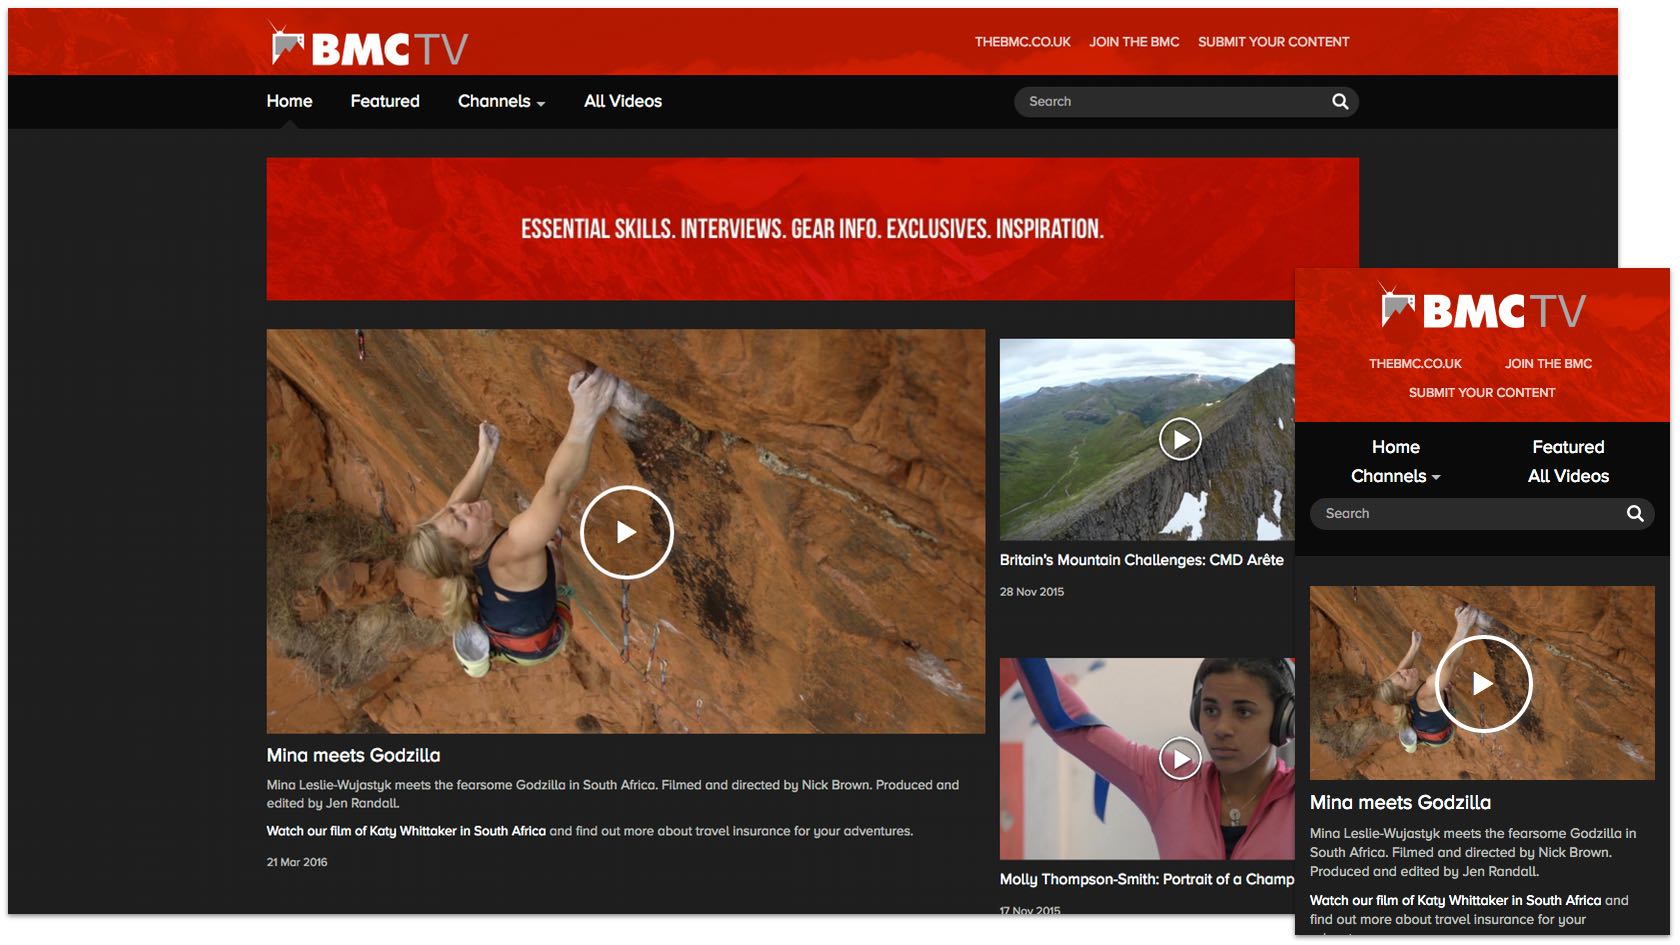 BMCTV
THEBMC.CO.UK JOIN THE BMC SUBMIT YOUR CONTENT
Home Featured Channels All Videos Search
ESSENTIAL SKILLS. INTERVIEWS. GEAR INFO. EXCLUSIVES. INSPIRATION.
Mina meets Godzilla
Mina Leslie-Wujastyk meets the fearsome Godzilla in South Africa. Filmed and directed by Nick Brown. Produced and
edited by Jen Randall.
Watch our film of Katy Whittaker in South Africa and find out more about travel insurance for your adventures.
21 Mar 2016
Britain's Mountain Challenges: CMD Arête
28 Nov 2015
Molly Thompson-Smith: Portrait of a Champ
17 Nov 2015
BMCTV
THEBMC.CO.UK JOIN THE BMC
SUBMIT YOUR CONTENT
Home Featured
Channels All Videos
Search
Mina meets Godzilla
Mina Leslie-Wujastyk meets the fearsome Godzilla in
South Africa. Filmed and directed by Nick Brown.
Produced and edited by Jen Randall.
Watch our film of Katy Whittaker in South Africa and
find out more about travel insurance for your